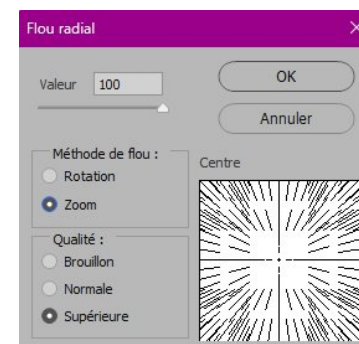 Flou radial
Valeur 100
OK
Annuler
Méthode de flou :
Rotation
Zoom
Centre
Qualité :
Brouillon
Normale
Supérieure